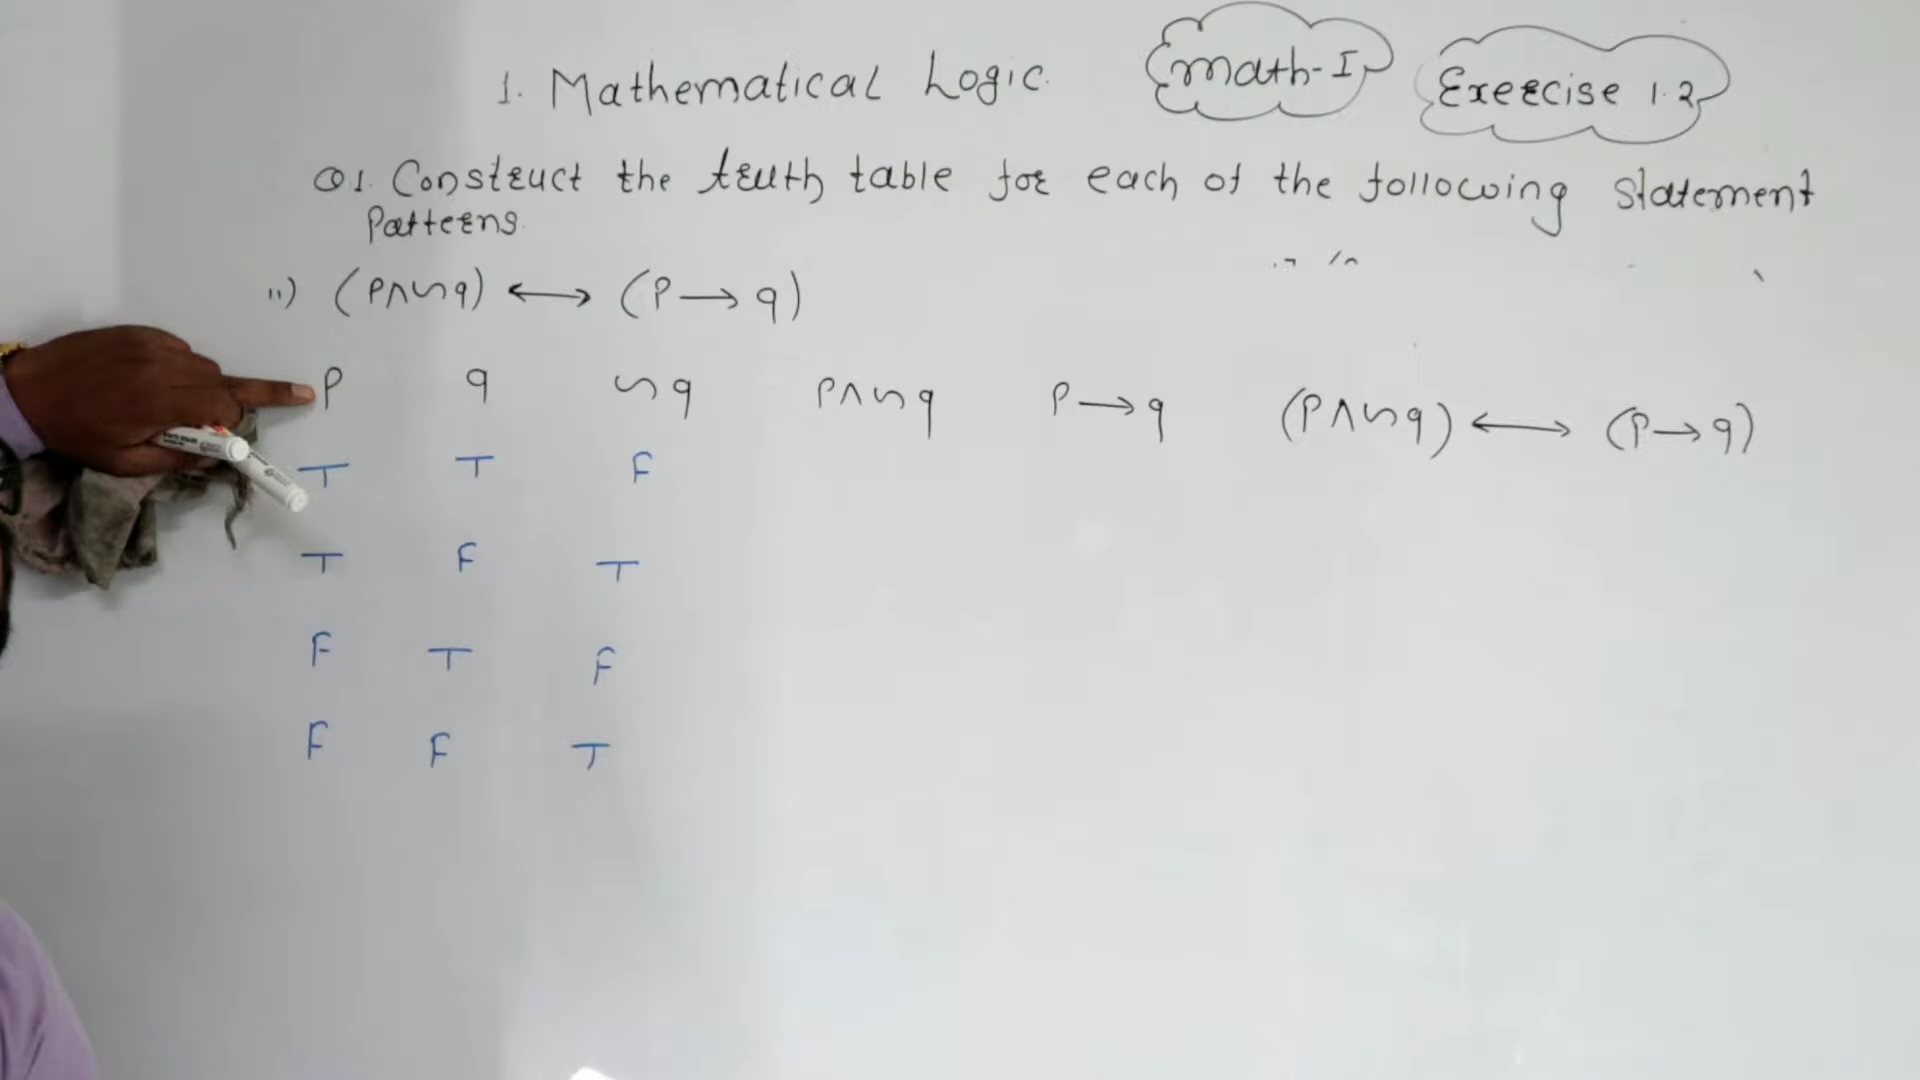 1. Mathematical Logic. Math-I Exercise 1.2
Q1. Construct the truth table for each of the following statement
Patterns.
ii) (P∧∼q) ⟷ (P⟶q)
P q ∼q P∧∼q P⟶q (P∧∼q) ⟷ (P→q)
T T F
T F T
F T F
F F T